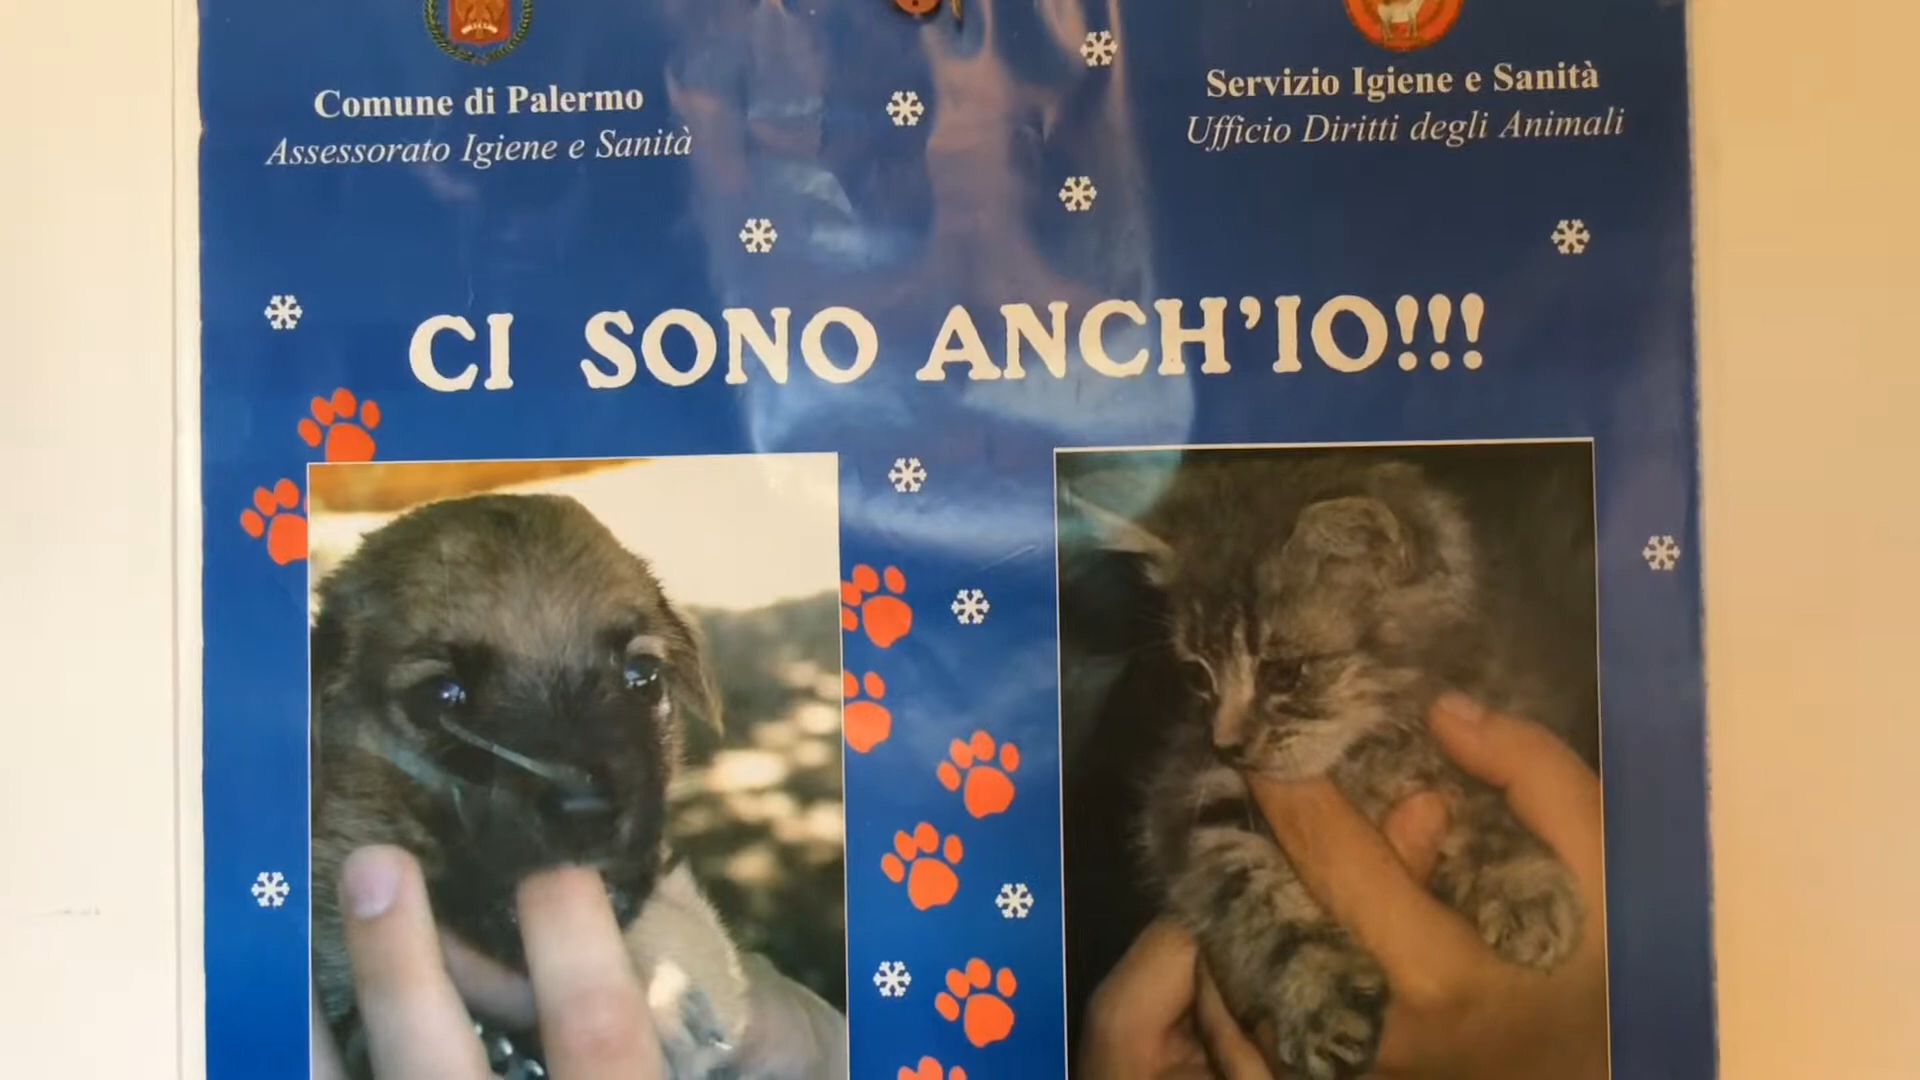 Comune di Palermo
Assessorato Igiene e Sanità
Servizio Igiene e Sanità
Ufficio Diritti degli Animali
CI SONO ANCH'IO!!!